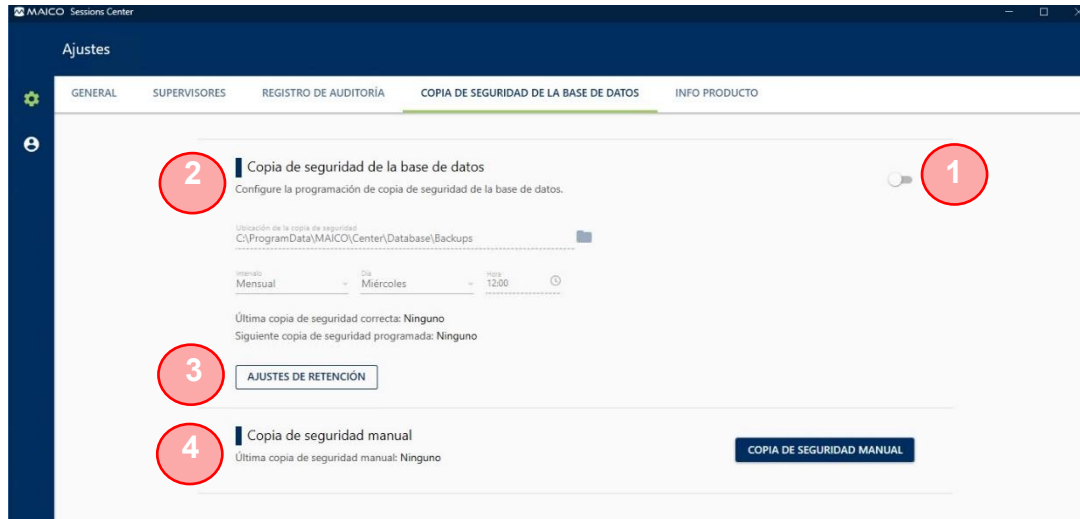 MAICO Sessions Center
Ajustes
GENERAL SUPERVISORES REGISTRO DE AUDITORÍA COPIA DE SEGURIDAD DE LA BASE DE DATOS INFO PRODUCTO
2 Copia de seguridad de la base de datos 1
Configure la programación de copia de seguridad de la base de datos.
Ubicación de la copia de seguridad
C:\ProgramData\MAICO\Center\Database\Backups
Intervalo Día Hora
Mensual Miércoles 12:00
Última copia de seguridad correcta: Ninguno
Siguiente copia de seguridad programada: Ninguno
3 AJUSTES DE RETENCIÓN
4 Copia de seguridad manual
Última copia de seguridad manual: Ninguno
COPIA DE SEGURIDAD MANUAL